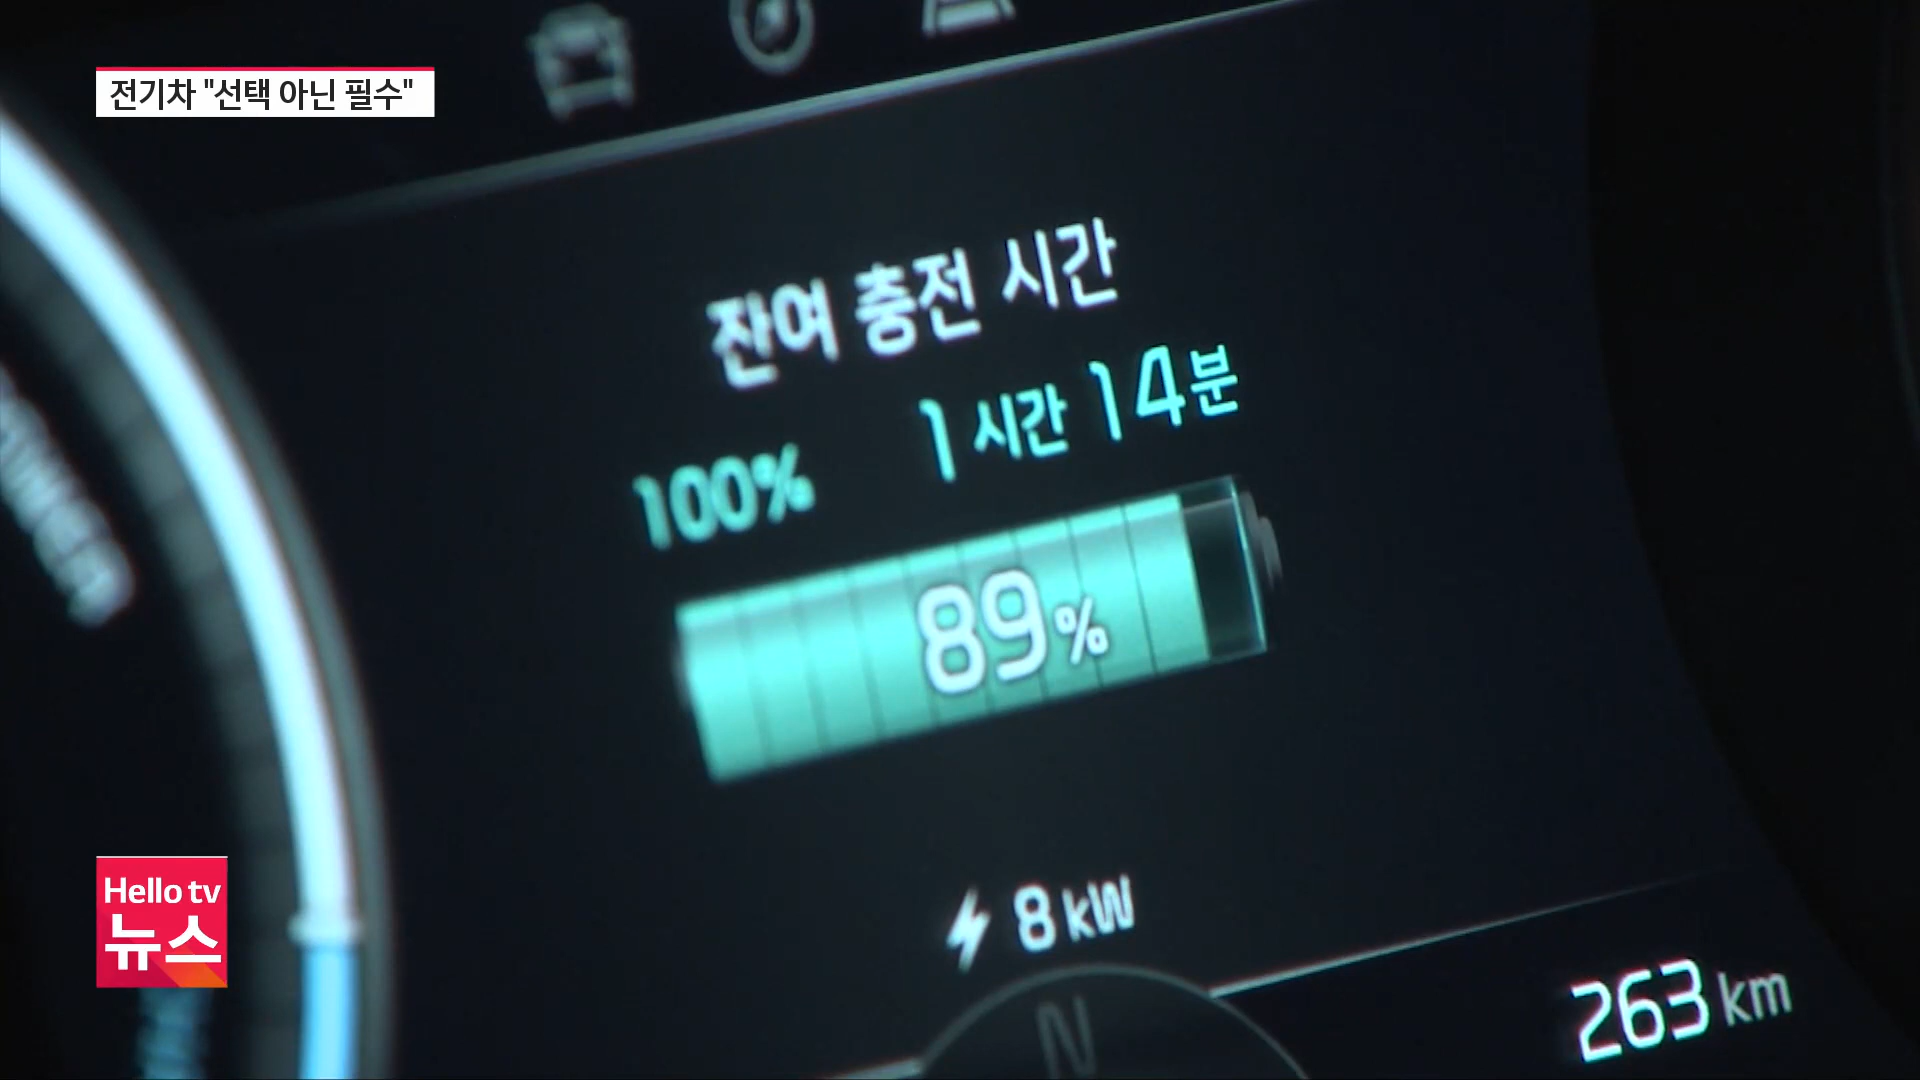 전기차 "선택 아닌 필수"
잔여 충전 시간
100% 1시간 14분
89%
POWER
8 kW
N
263 km
Hello tv
뉴스